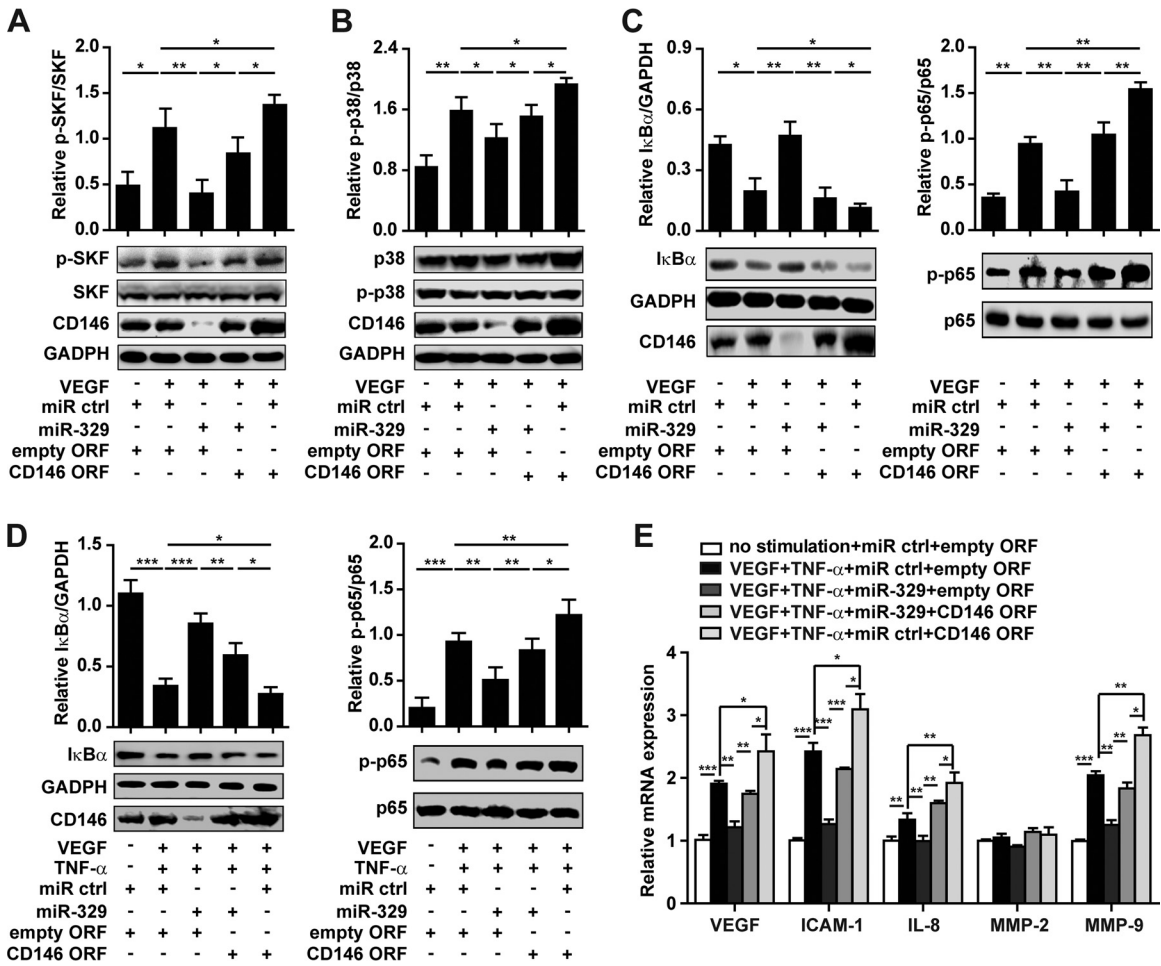 A
Relative p-SKF/SKF
2.0
1.5
1.0
0.5
0.0
*
* ** * *
p-SKF
SKF
CD146
GADPH
VEGF - + + + +
miR ctrl + + - - +
miR-329 - - + + -
empty ORF + + + - -
CD146 ORF - - - + +
B
Relative p-p38/p38
2.4
1.6
0.8
0.0
*
** * * *
p38
p-p38
CD146
GADPH
VEGF - + + + +
miR ctrl + + - - +
miR-329 - - + + -
empty ORF + + + - -
CD146 ORF - - - + +
C
Relative IκBα/GAPDH
0.9
0.6
0.3
0.0
*
* ** ** *
IκBα
GADPH
CD146
VEGF - + + + +
miR ctrl + + - - +
miR-329 - - + + -
empty ORF + + + - -
CD146 ORF - - - + +
Relative p-p65/p65
2.0
1.5
1.0
0.5
0.0
**
** ** ** **
p-p65
p65
VEGF - + + + +
miR ctrl + + - - +
miR-329 - - + + -
empty ORF + + + - -
CD146 ORF - - - + +
D
Relative IκBα/GAPDH
1.5
1.0
0.5
0.0
*
*** *** ** *
IκBα
GADPH
CD146
VEGF - + + + +
TNF-α - + + + +
miR ctrl + + - - +
miR-329 - - + + -
empty ORF + + + - -
CD146 ORF - - - + +
Relative p-p65/p65
2.0
1.5
1.0
0.5
0.0
**
*** ** ** *
p-p65
p65
VEGF - + + + +
TNF-α - + + + +
miR ctrl + + - - +
miR-329 - - + + -
empty ORF + + + - -
CD146 ORF - - - + +
E
no stimulation+miR ctrl+empty ORF
VEGF+TNF-α+miR ctrl+empty ORF
VEGF+TNF-α+miR-329+empty ORF
VEGF+TNF-α+miR-329+CD146 ORF
VEGF+TNF-α+miR ctrl+CD146 ORF
Relative mRNA expression
4
3
2
1
0
*** ** ** * *
*** *** *** * *
** ** ** * **
*** ** ** * **
VEGF ICAM-1 IL-8 MMP-2 MMP-9